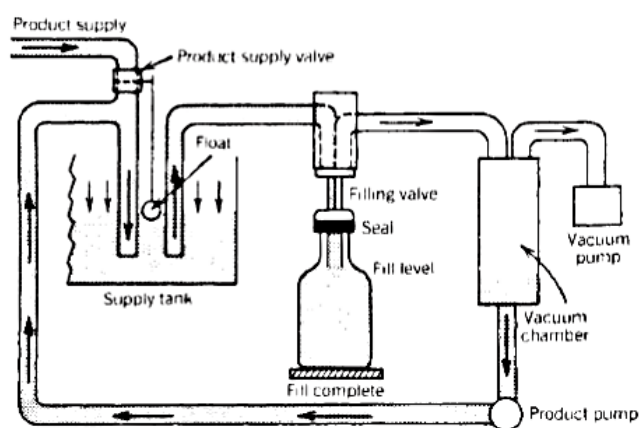 Product supply
Product supply valve
Float
Filling valve
Seal
Fill level
Supply tank
Vacuum
pump
Vacuum
chamber
Fill complete
Product pump